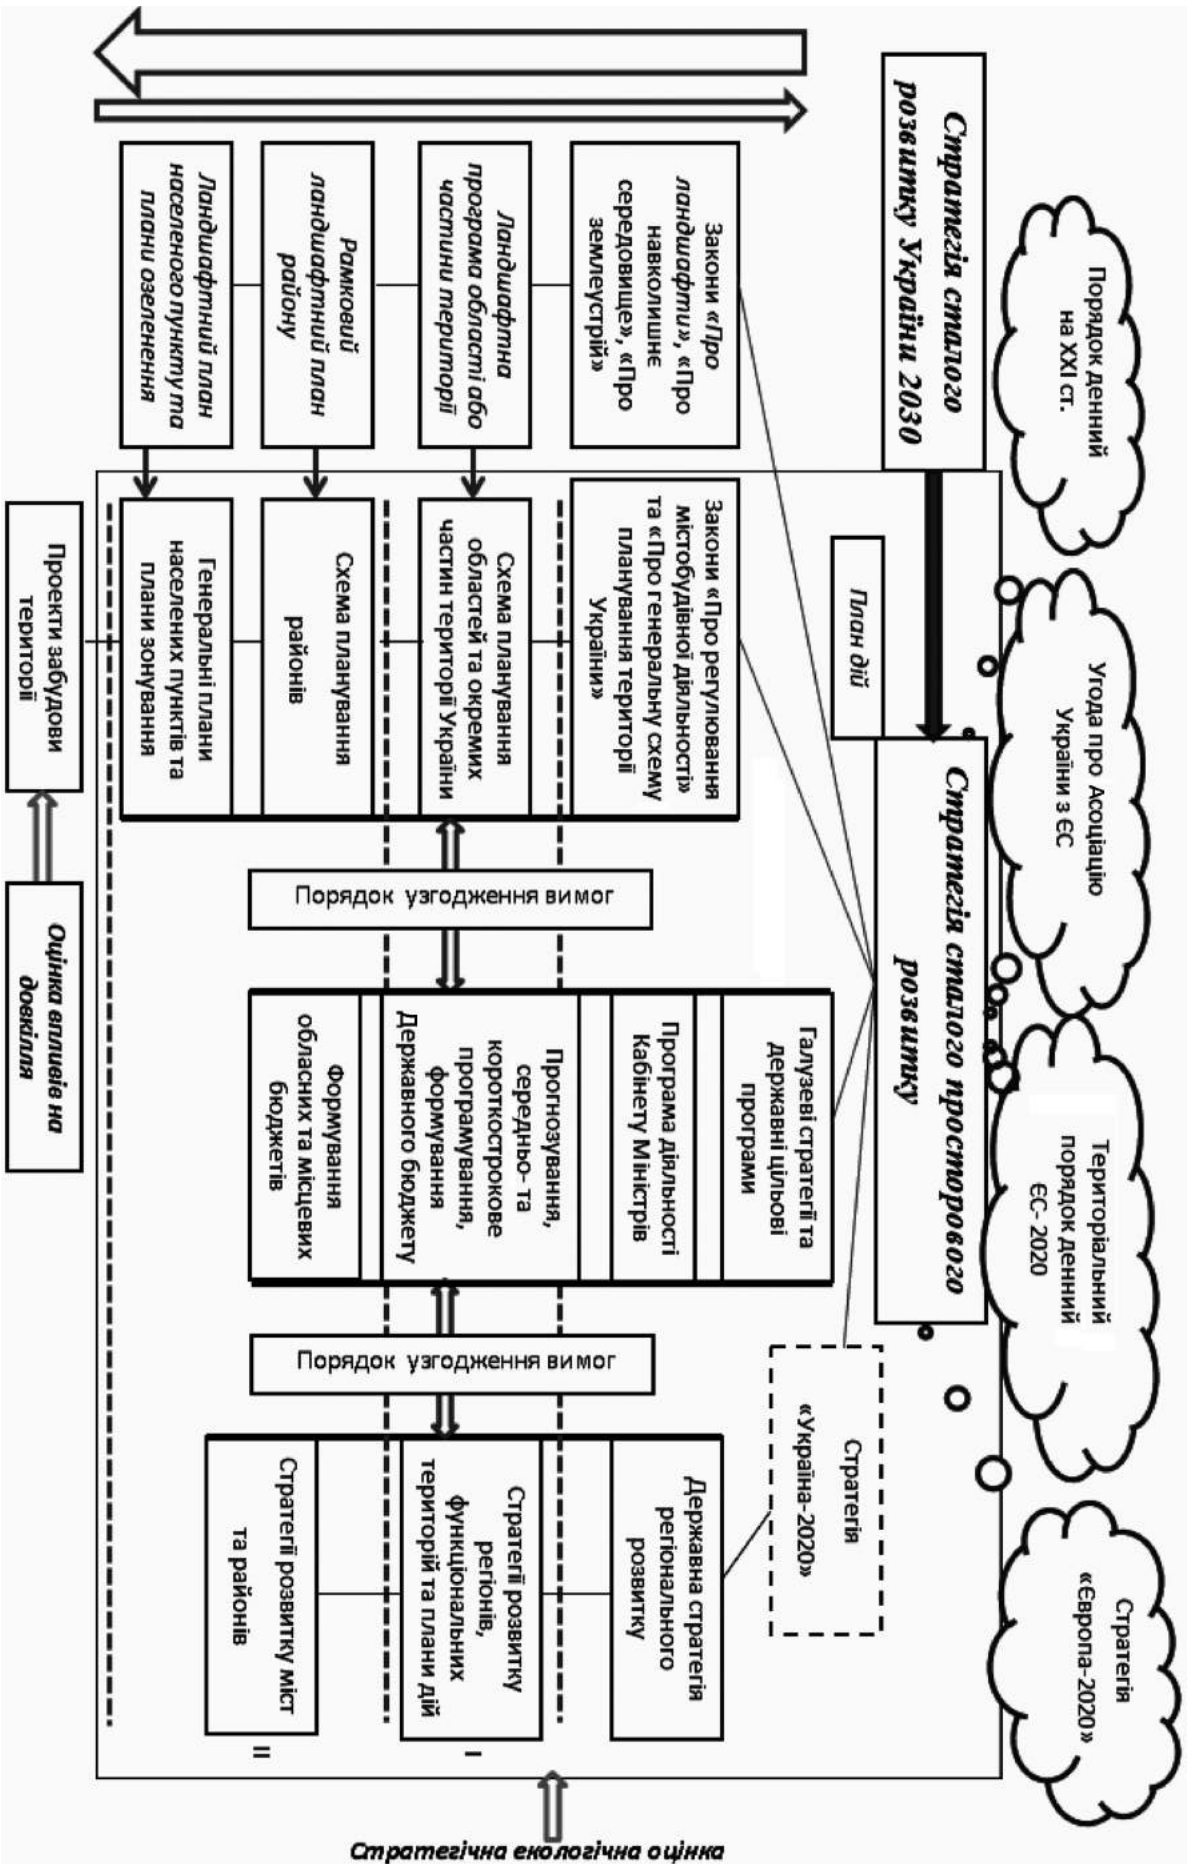 Порядок денний
на ХХІ ст.
Угода про Асоціацію
України з ЄС
Територіальний
порядок денний
ЄС- 2020
Стратегія
«Європа-2020»
Стратегія сталого
розвитку України 2030
Стратегія сталого просторового
розвитку
План дій
Стратегія
«Україна-2020»
Закони «Про
ландшафти», «Про
навколишнє
середовище», «Про
землеустрій»
Закони «Про регулювання
містобудівної діяльності»
та «Про генеральну схему
планування території
України»
Галузеві стратегії та
державні цільові
програми
Програма діяльності
Кабінету Міністрів
Державна стратегія
регіонального
розвитку
Ландшафтна
програма області або
частини території
Схема планування
областей та окремих
частин території України
Порядок узгодження вимог
Прогнозування,
середньо- та
короткострокове
програмування,
формування
Державного бюджету
Порядок узгодження вимог
Стратегії розвитку
регіонів,
функціональних
територій та плани дій
І
Рамковий
ландшафтний план
району
Схема планування
районів
Формування
обласних та місцевих
бюджетів
Стратегії розвитку міст
та районів
ІІ
Ландшафтний план
населеного пункту та
плани озеленення
Генеральні плани
населених пунктів та
плани зонування
Проекти забудови
території
Оцінка впливів на
довкілля
Стратегічна екологічна оцінка